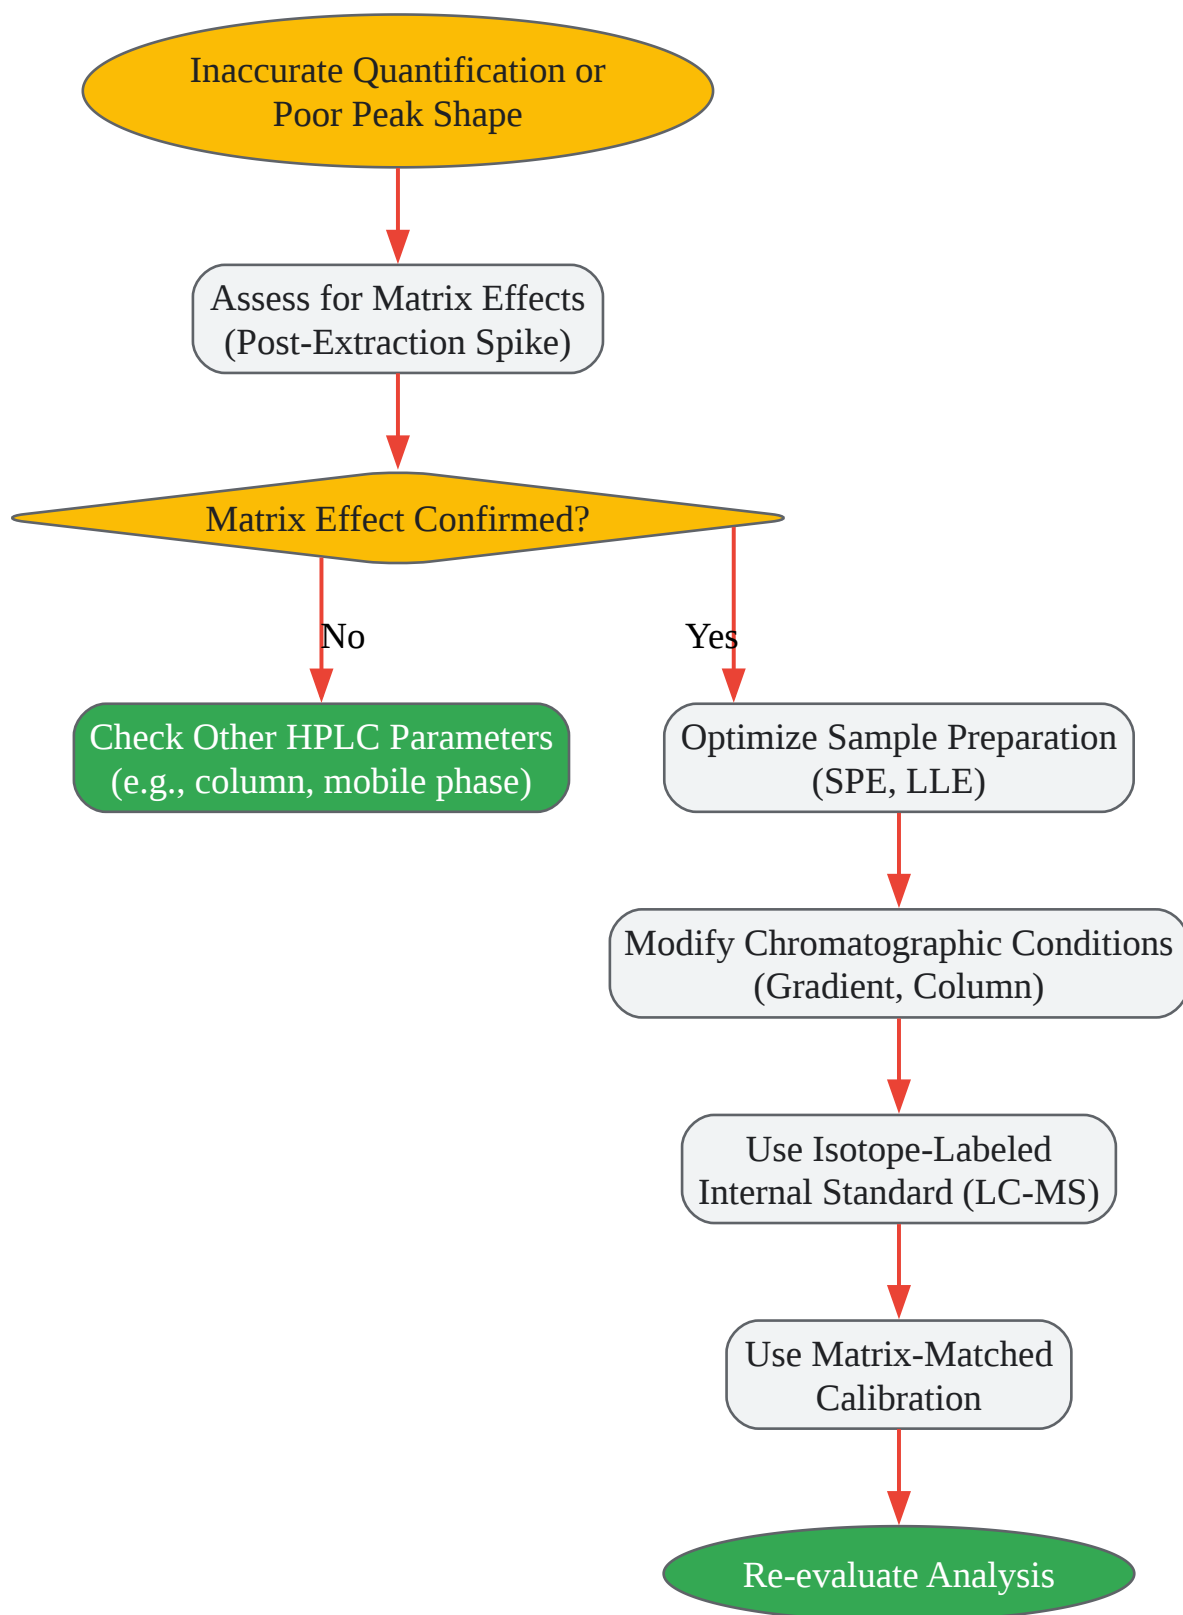 Inaccurate Quantification or
Poor Peak Shape
Assess for Matrix Effects
(Post-Extraction Spike)
Matrix Effect Confirmed?
No
Yes
Check Other HPLC Parameters
(e.g., column, mobile phase)
Optimize Sample Preparation
(SPE, LLE)
Modify Chromatographic Conditions
(Gradient, Column)
Use Isotope-Labeled
Internal Standard (LC-MS)
Use Matrix-Matched
Calibration
Re-evaluate Analysis